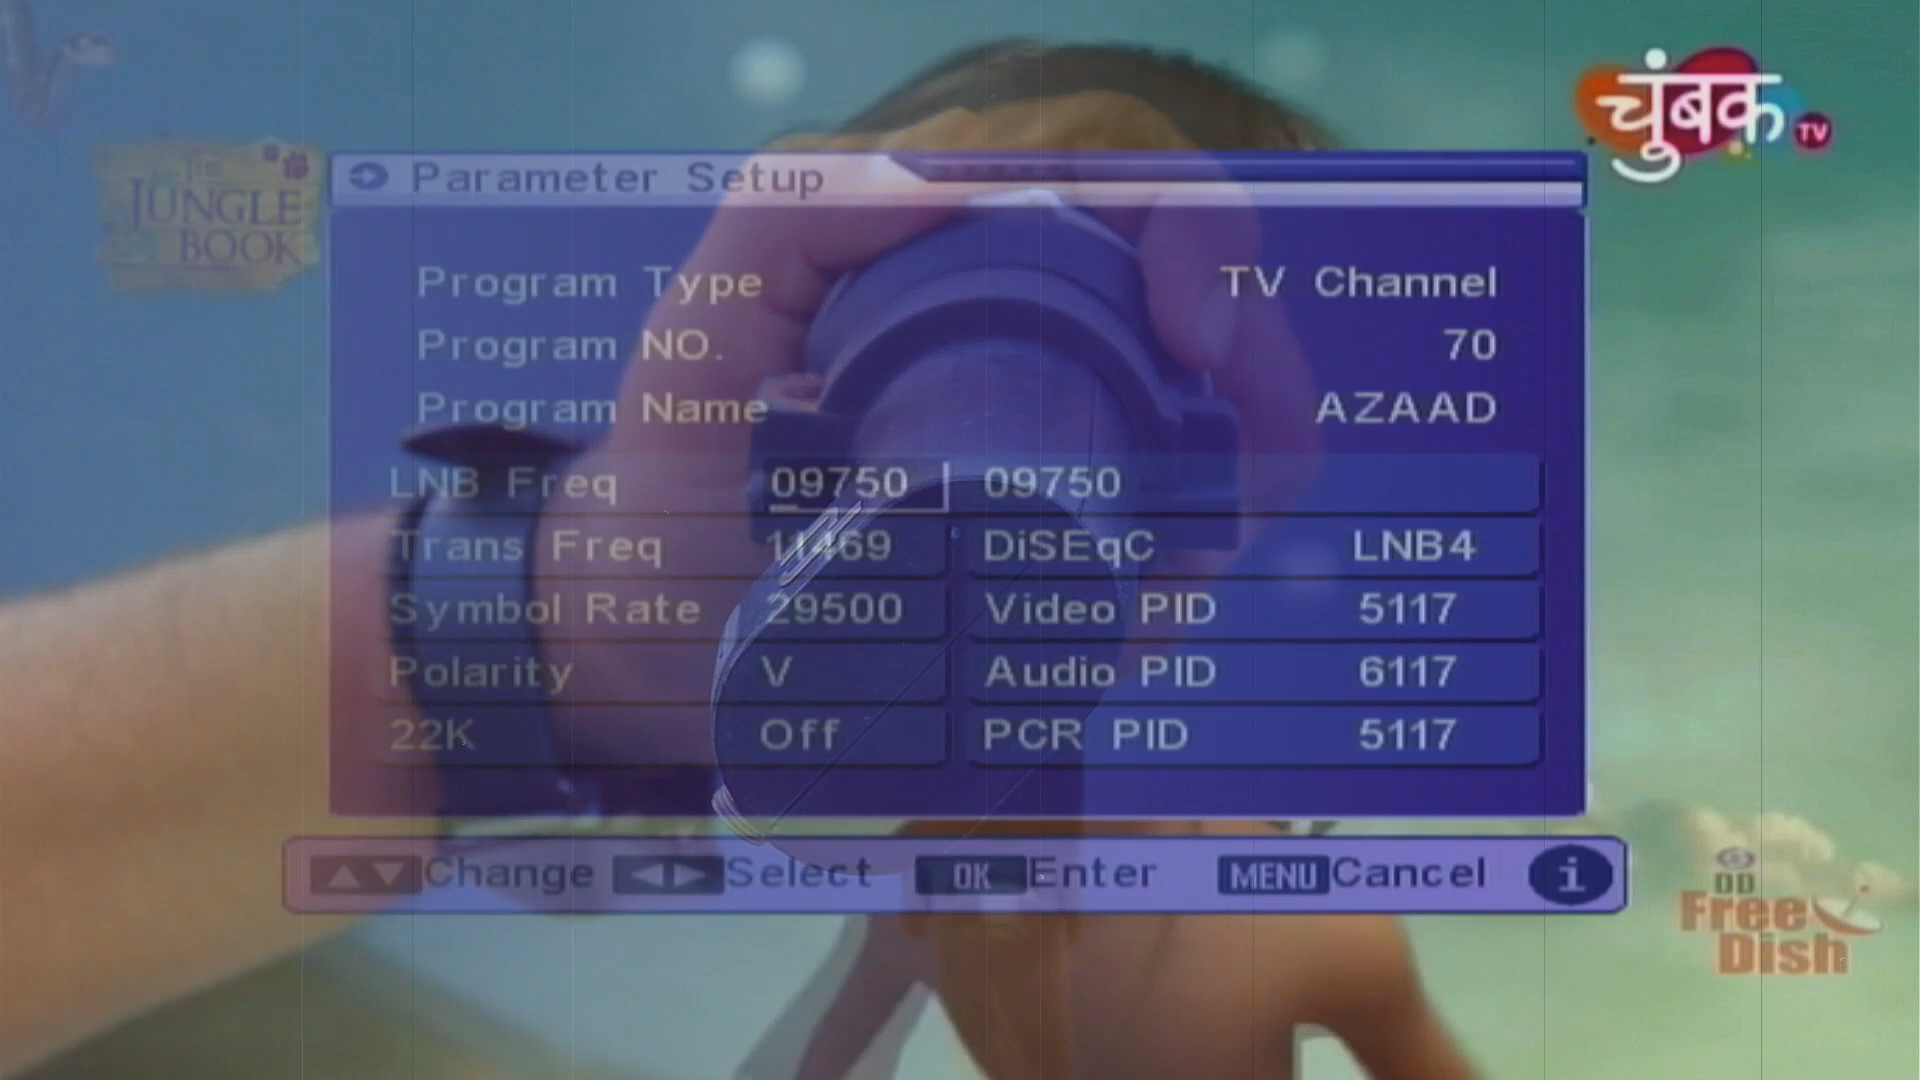 चुंबक TV
THE
JUNGLE
BOOK
Parameter Setup
Program Type TV Channel
Program NO. 70
Program Name AZAAD
LNB Freq 09750 09750
Trans Freq 11469 DiSEqC LNB4
Symbol Rate 29500 Video PID 5117
Polarity V Audio PID 6117
22K Off PCR PID 5117
Change Select OK Enter MENU Cancel i
DD
Free
Dish